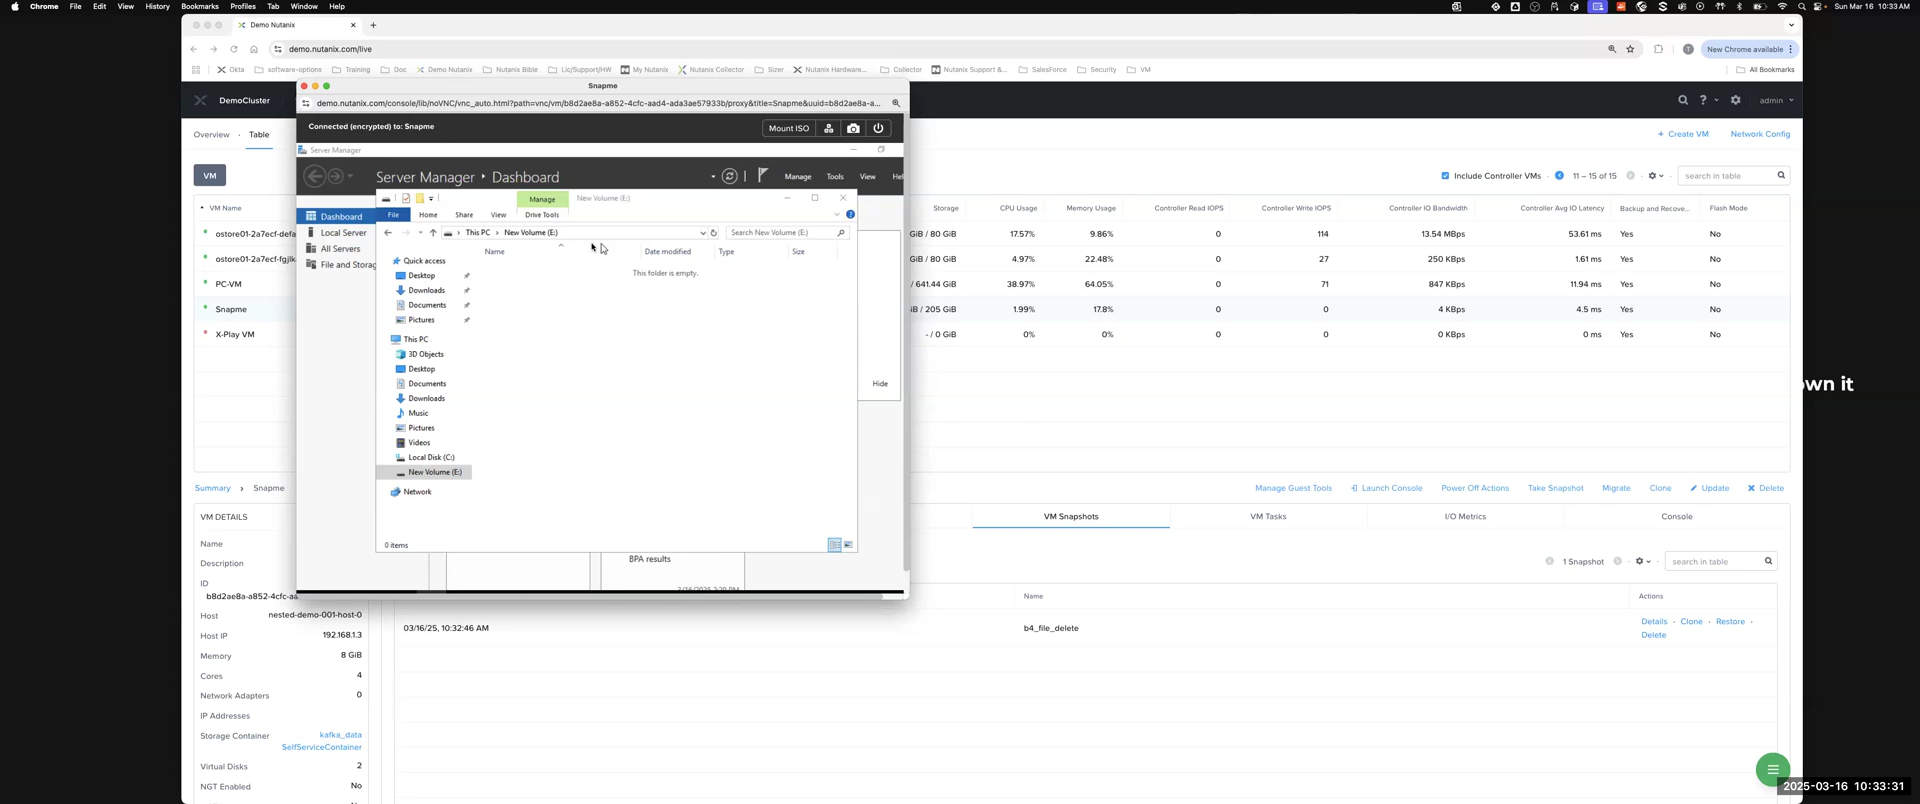 Chrome File Edit View History Bookmarks Profiles Tab Window Help
Sun Mar 16 10:33 AM
Demo Nutanix
demo.nutanix.com/live
New Chrome available
Okta software-options Training Doc Demo Nutanix Nutanix Bible Lic/Support/HW My Nutanix Nutanix Collector Sizer Nutanix Hardware... Collector Nutanix Support &... SalesForce Security VM
All Bookmarks
DemoCluster
? admin
Overview · Table
+ Create VM Network Config
VM
Include Controller VMs · 11 – 15 of 15 · search in table
VM Name Storage CPU Usage Memory Usage Controller Read IOPS Controller Write IOPS Controller IO Bandwidth Controller Avg IO Latency Backup and Recove... Flash Mode
ostore01-2a7ecf-defa GiB / 80 GiB 17.57% 9.86% 0 114 13.54 MBps 53.61 ms Yes No
ostore01-2a7ecf-fgjlk GiB / 80 GiB 4.97% 22.48% 0 27 250 KBps 1.61 ms Yes No
PC-VM / 641.44 GiB 38.97% 64.05% 0 71 847 KBps 11.94 ms Yes No
Snapme iB / 205 GiB 1.99% 17.8% 0 0 4 KBps 4.5 ms Yes No
X-Play VM - / 0 GiB 0% 0% 0 0 0 KBps 0 ms Yes No
own it
Snapme
demo.nutanix.com/console/lib/noVNC/vnc_auto.html?path=vnc/vm/b8d2ae8a-a852-4cfc-aad4-ada3ae57933b/proxy&title=Snapme&uuid=b8d2ae8a-a...
Connected (encrypted) to: Snapme
Mount ISO
Server Manager
Server Manager Dashboard
Manage Tools View Hel
Dashboard
Local Server
All Servers
File and Storag
Manage New Volume (E:)
File Home Share View Drive Tools
This PC New Volume (E:)
Search New Volume (E:)
Name Date modified Type Size
This folder is empty.
Quick access
Desktop
Downloads
Documents
Pictures
This PC
3D Objects
Desktop
Documents
Downloads
Music
Pictures
Videos
Local Disk (C:)
New Volume (E:)
Network
0 items
Hide
BPA results
Summary › Snapme
Manage Guest Tools Launch Console Power Off Actions Take Snapshot Migrate Clone Update Delete
VM DETAILS
Name
Description
ID
b8d2ae8a-a852-4cfc-aa
Host nested-demo-001-host-0
Host IP 192.168.1.3
Memory 8 GiB
Cores 4
Network Adapters 0
IP Addresses
Storage Container kafka_data
SelfServiceContainer
Virtual Disks 2
NGT Enabled No
VM Snapshots VM Tasks I/O Metrics Console
1 Snapshot · search in table
Name Actions
03/16/25, 10:32:46 AM b4_file_delete Details · Clone · Restore ·
Delete
2025-03-16 10:33:31